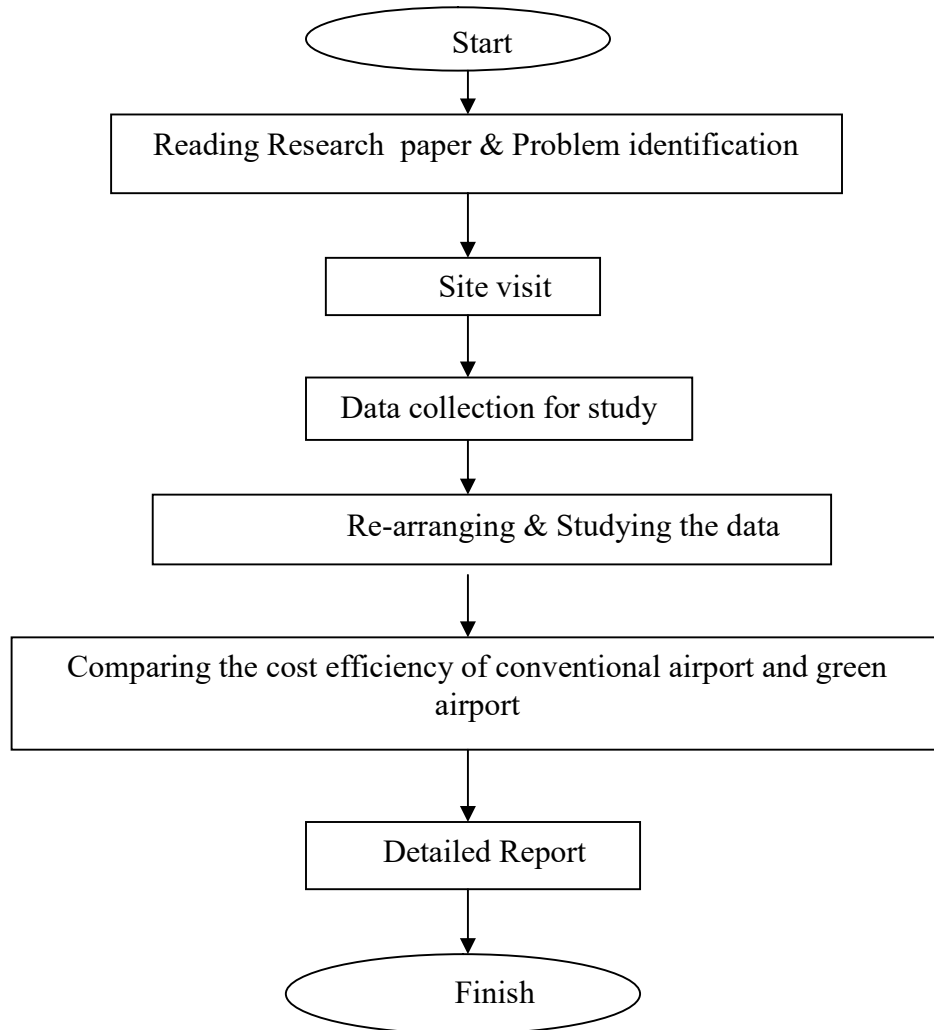 Start
Reading Research paper & Problem identification
Site visit
Data collection for study
Re-arranging & Studying the data
Comparing the cost efficiency of conventional airport and green
airport
Detailed Report
Finish